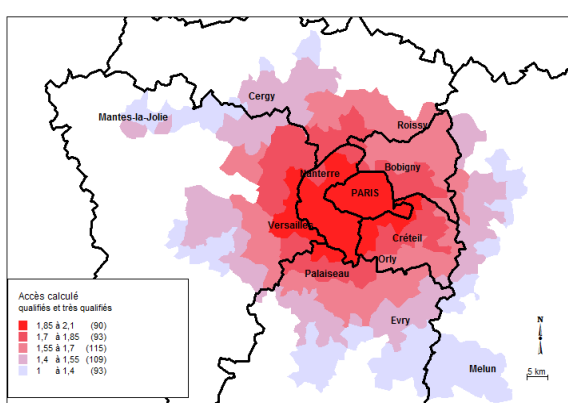 Cergy
Mantes-la-Jolie
Roissy
Nanterre
Bobigny
PARIS
Versailles
Créteil
Orly
Palaiseau
Evry
Melun
Accès calculé
qualifiés et très qualifiés
1,85 à 2,1 (90)
1,7 à 1,85 (93)
1,55 à 1,7 (115)
1,4 à 1,55 (109)
1 à 1,4 (93)
N
5 km